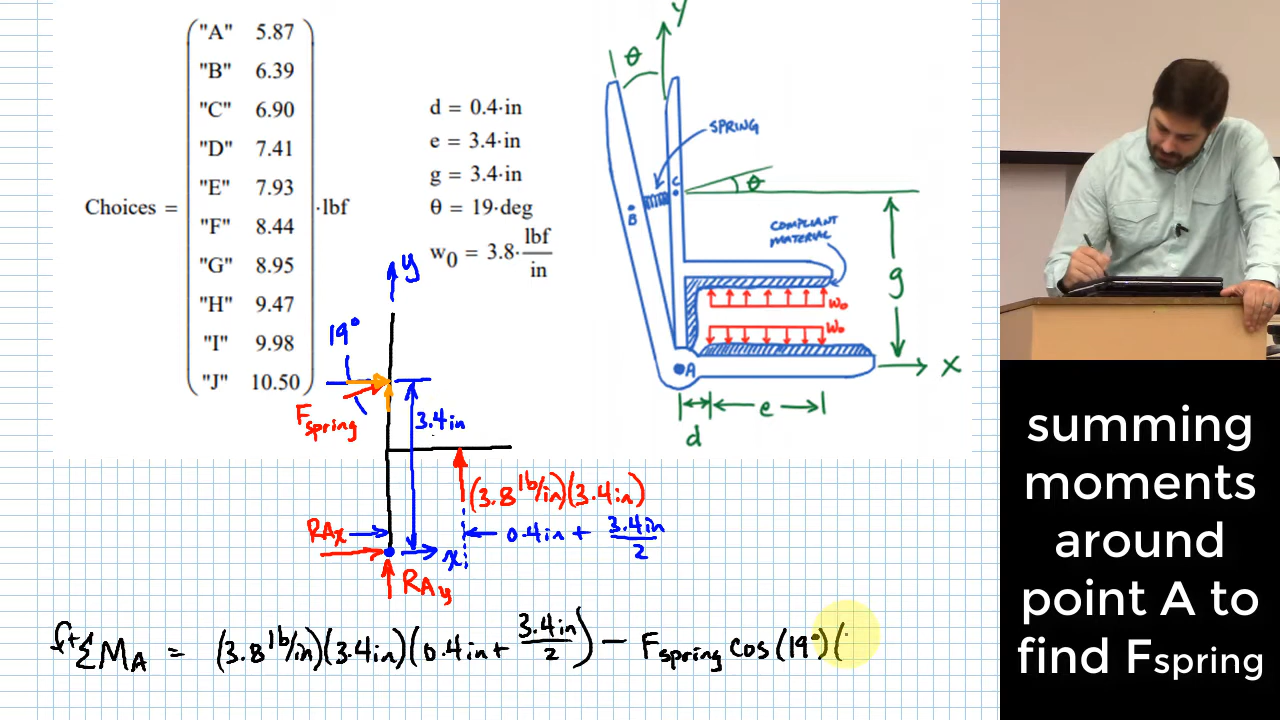 Choices =
"A" 5.87
"B" 6.39
"C" 6.90
"D" 7.41
"E" 7.93
"F" 8.44
"G" 8.95
"H" 9.47
"I" 9.98
"J" 10.50
·lbf
d = 0.4·in
e = 3.4·in
g = 3.4·in
θ = 19·deg
w0 = 3.8· lbf/in
y
θ
SPRING
C
θ
B
COMPLIANT
MATERIAL
g
w₀
w₀
A
x
d
e
y
19°
Fspring
3.4in
(3.8 lb/in)(3.4in)
RAx
0.4in + 3.4in/2
x
RAy
+ΣMA = (3.8 lb/in)(3.4in)(0.4in + 3.4in/2) - Fspring cos(19°)(
summing
moments
around
point A to
find Fspring